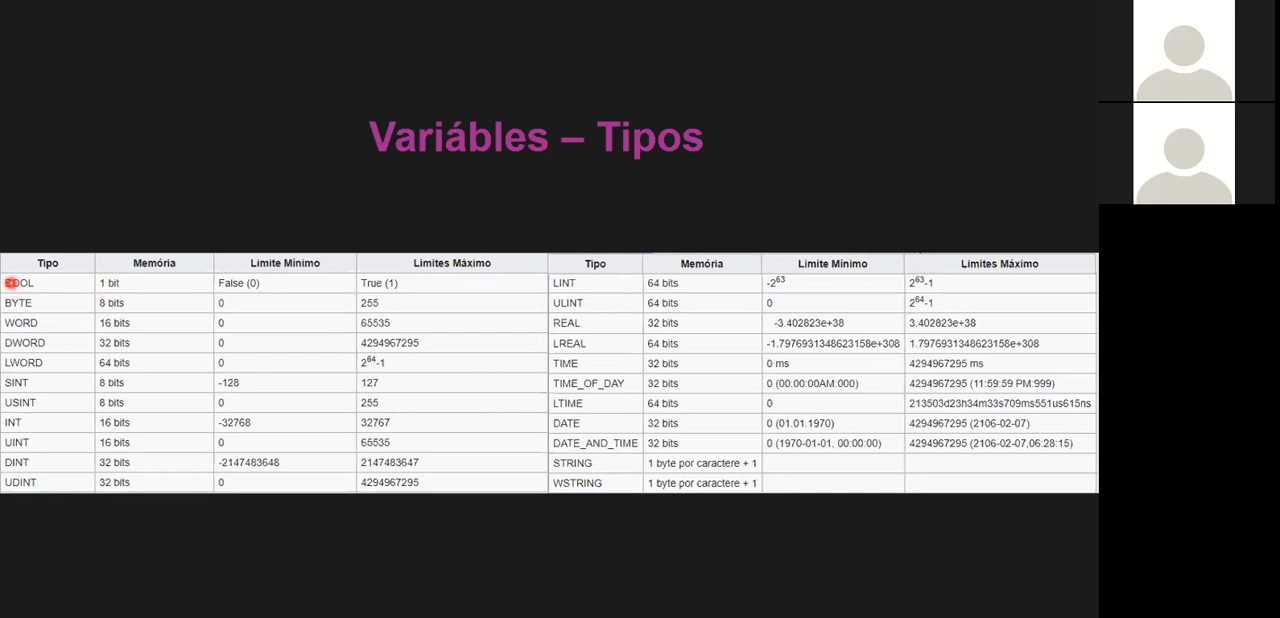 Variábles – Tipos
Tipo Memória Limite Mínimo Limites Máximo Tipo Memória Limite Mínimo Limites Máximo
BOOL 1 bit False (0) True (1) LINT 64 bits -2^63 2^63-1
BYTE 8 bits 0 255 ULINT 64 bits 0 2^64-1
WORD 16 bits 0 65535 REAL 32 bits -3.402823e+38 3.402823e+38
DWORD 32 bits 0 4294967295 LREAL 64 bits -1.7976931348623158e+308 1.7976931348623158e+308
LWORD 64 bits 0 2^64-1 TIME 32 bits 0 ms 4294967295 ms
SINT 8 bits -128 127 TIME_OF_DAY 32 bits 0 (00:00:00AM:000) 4294967295 (11:59:59 PM:999)
USINT 8 bits 0 255 LTIME 64 bits 0 213503d23h34m33s709ms551us615ns
INT 16 bits -32768 32767 DATE 32 bits 0 (01.01.1970) 4294967295 (2106-02-07)
UINT 16 bits 0 65535 DATE_AND_TIME 32 bits 0 (1970-01-01, 00:00:00) 4294967295 (2106-02-07,06:28:15)
DINT 32 bits -2147483648 2147483647 STRING 1 byte por caractere + 1
UDINT 32 bits 0 4294967295 WSTRING 1 byte por caractere + 1